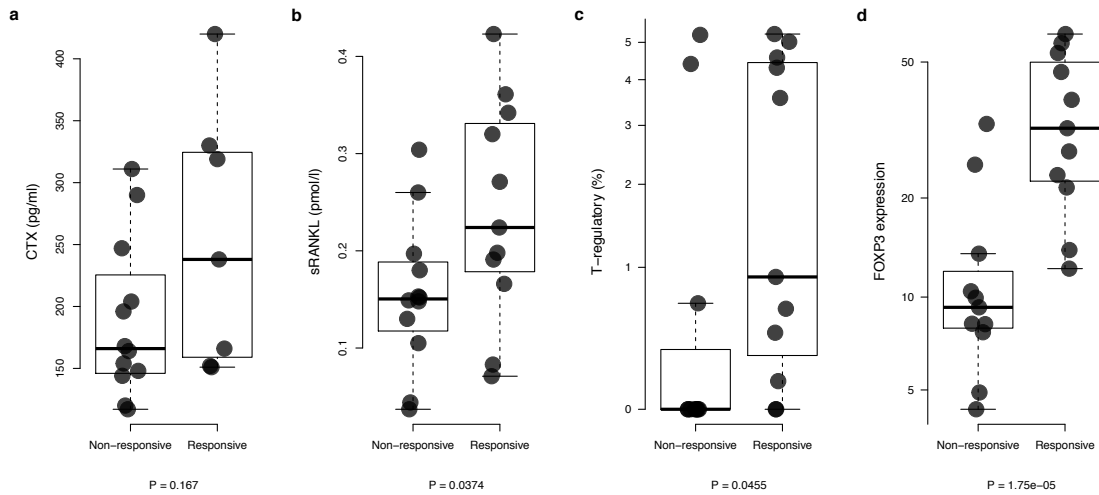 a
CTX (pg/ml)
400
350
300
250
200
150
Non−responsive
Responsive
P = 0.167
b
sRANKL (pmol/l)
0.4
0.3
0.2
0.1
Non−responsive
Responsive
P = 0.0374
c
T−regulatory (%)
5
4
3
2
1
0
Non−responsive
Responsive
P = 0.0455
d
FOXP3 expression
50
20
10
5
Non−responsive
Responsive
P = 1.75e−05